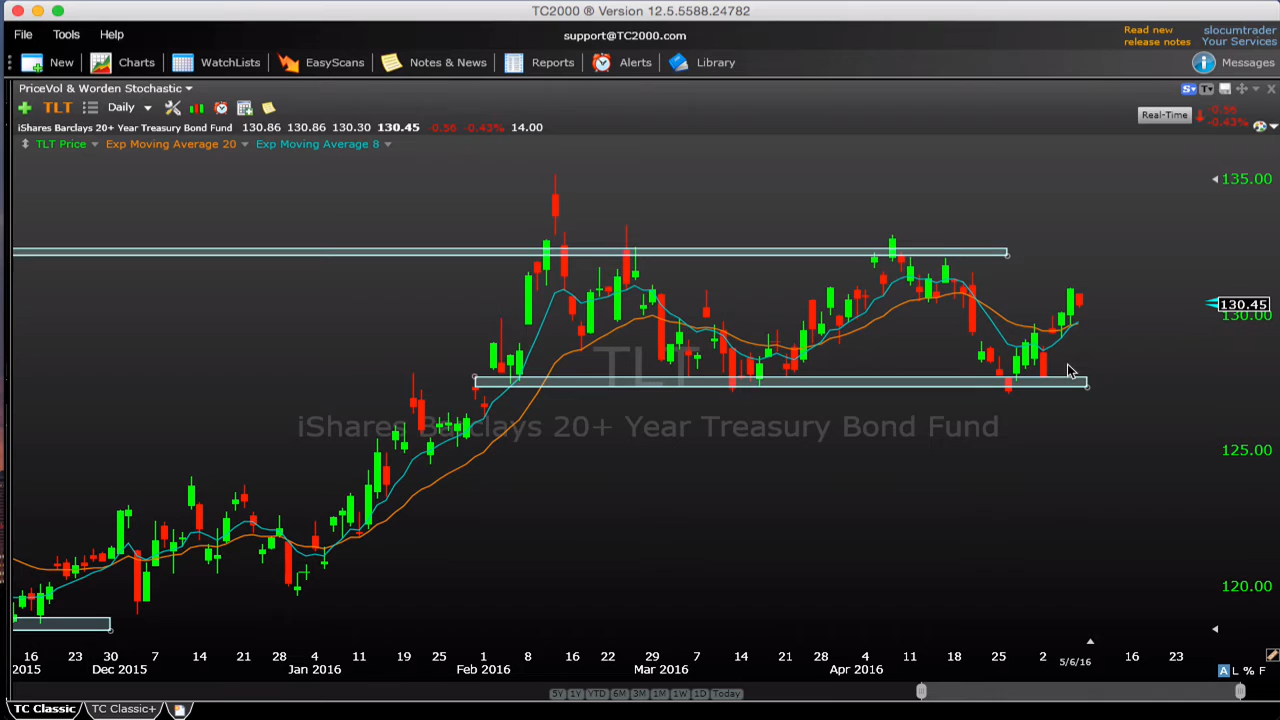 TC2000 ® Version 12.5.5588.24782
File Tools Help
support@TC2000.com
Read new
release notes
slocumtrader
Your Services
New Charts WatchLists EasyScans Notes & News Reports Alerts Library
Messages
PriceVol & Worden Stochastic
S T
TLT Daily
Real-Time
-0.56
-0.43%
iShares Barclays 20+ Year Treasury Bond Fund 130.86 130.86 130.30 130.45 -0.56 -0.43% 14.00
TLT Price Exp Moving Average 20 Exp Moving Average 8
135.00
130.45
130.00
TLT
iShares Barclays 20+ Year Treasury Bond Fund
125.00
120.00
16 23 30 7 14 21 28 4 11 19 25 1 8 16 22 29 7 14 21 28 4 11 18 25 2 5/6/16 16 23
2015 Dec 2015 Jan 2016 Feb 2016 Mar 2016 Apr 2016
A L % F
5Y 1Y YTD 6M 3M 1M 1W 1D Today
TC Classic TC Classic+